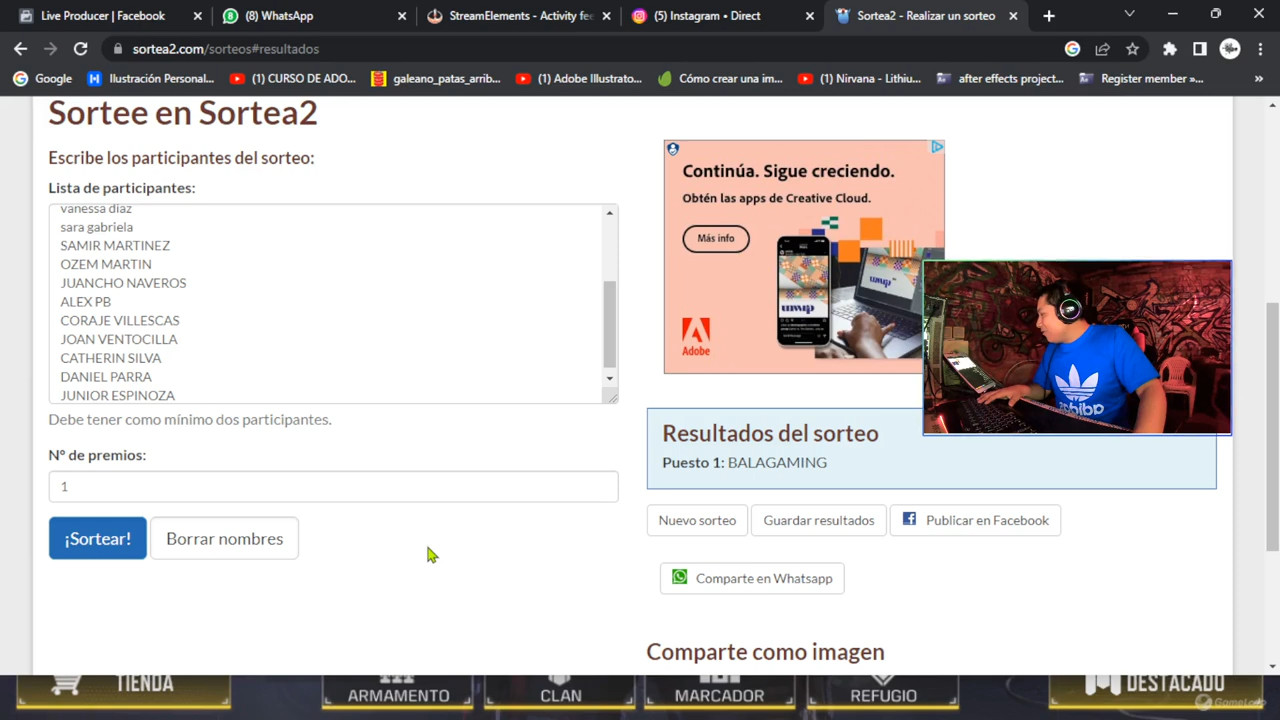 Live Producer | Facebook
(8) WhatsApp
StreamElements - Activity fee
(5) Instagram • Direct
Sortea2 - Realizar un sorteo
sortea2.com/sorteos#resultados
Google
Ilustración Personal...
(1) CURSO DE ADO...
galeano_patas_arrib...
(1) Adobe Illustrato...
Cómo crear una im...
(1) Nirvana - Lithiu...
after effects project...
Register member »...
Sortee en Sortea2
Escribe los participantes del sorteo:
Lista de participantes:
vanessa diaz
sara gabriela
SAMIR MARTINEZ
OZEM MARTIN
JUANCHO NAVEROS
ALEX PB
CORAJE VILLESCAS
JOAN VENTOCILLA
CATHERIN SILVA
DANIEL PARRA
JUNIOR ESPINOZA
Debe tener como mínimo dos participantes.
N° de premios:
1
¡Sortear!
Borrar nombres
Continúa. Sigue creciendo.
Obtén las apps de Creative Cloud.
Más info
Adobe
Resultados del sorteo
Puesto 1: BALAGAMING
Nuevo sorteo
Guardar resultados
Publicar en Facebook
Comparte en Whatsapp
Comparte como imagen
TIENDA
ARMAMENTO
CLAN
MARCADOR
REFUGIO
DESTACADO